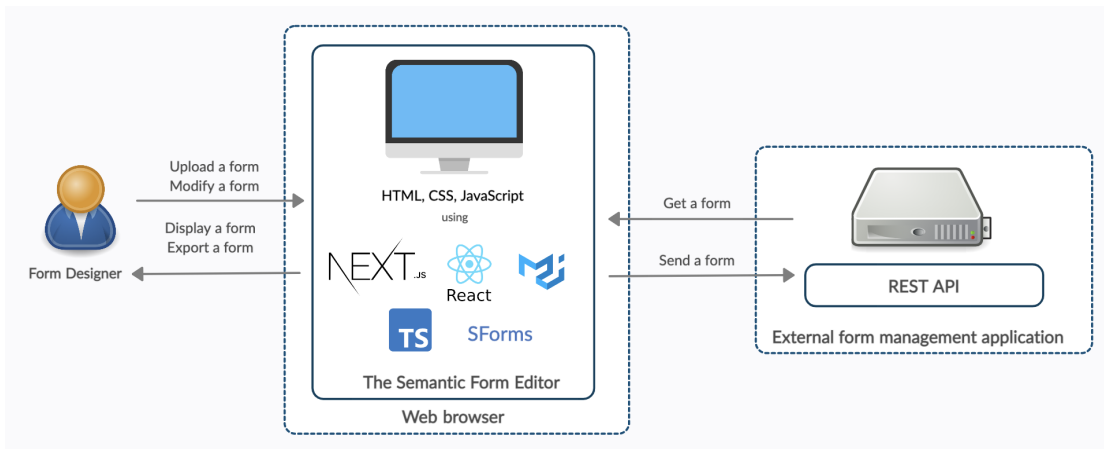 Upload a form
Modify a form
Display a form
Export a form
Form Designer
HTML, CSS, JavaScript
using
NEXT.JS
React
TS
SForms
The Semantic Form Editor
Web browser
Get a form
Send a form
REST API
External form management application